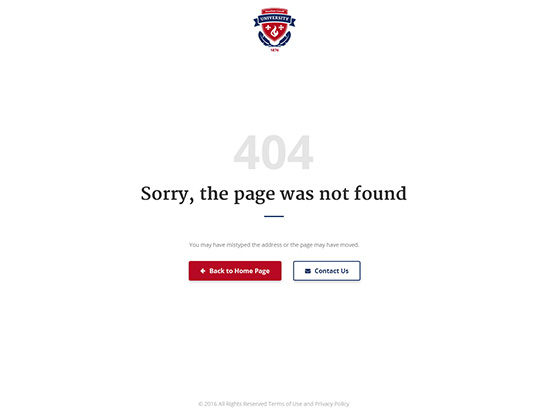 UNIVERSITY
1876
404
Sorry, the page was not found
You may have mistyped the address or the page may have moved.
Back to Home Page
Contact Us
© 2016 All Rights Reserved Terms of Use and Privacy Policy